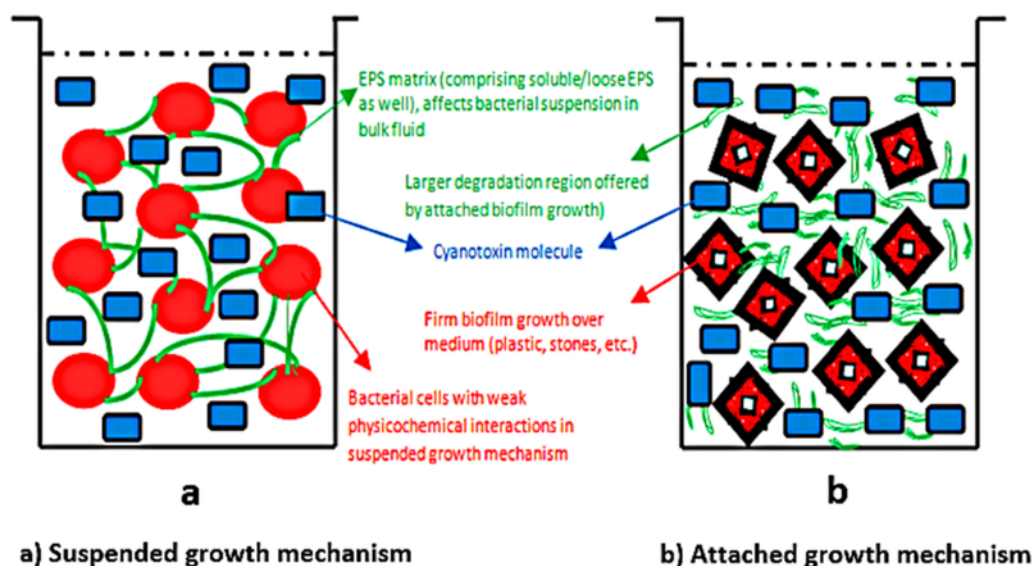 EPS matrix (comprising soluble/loose EPS
as well), affects bacterial suspension in
bulk fluid
Larger degradation region offered
by attached biofilm growth)
Cyanotoxin molecule
Firm biofilm growth over
medium (plastic, stones, etc.)
Bacterial cells with weak
physicochemical interactions in
suspended growth mechanism
a
b
a) Suspended growth mechanism
b) Attached growth mechanism